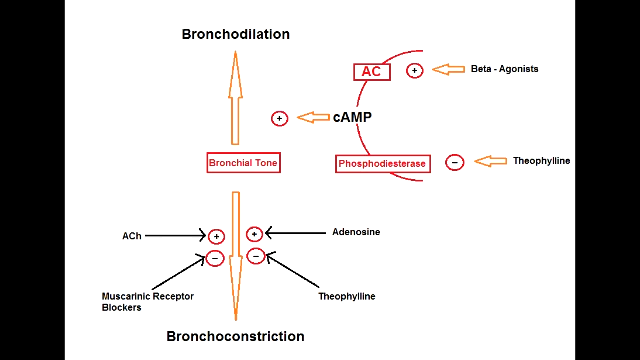 Bronchodilation
AC
+
Beta - Agonists
+
cAMP
Bronchial Tone
Phosphodiesterase
−
Theophylline
ACh
+
+
Adenosine
−
−
Muscarinic Receptor
Blockers
Theophylline
Bronchoconstriction